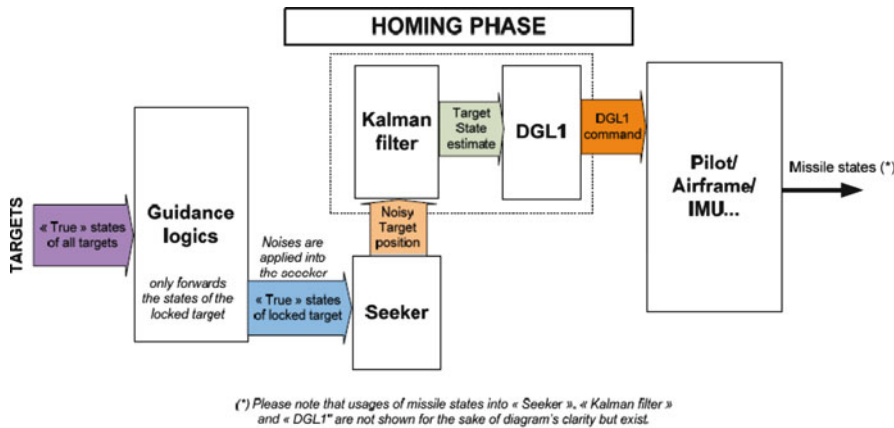 HOMING PHASE
TARGETS
« True » states
of all targets
Guidance
logics
only forwards
the states of the
locked target
Noises are
applied into
the seeker
« True » states
of locked target
Seeker
Noisy
Target
position
Kalman
filter
Target
State
estimate
DGL1
DGL1
command
Pilot/
Airframe/
IMU...
Missile states (*)
(*) Please note that usages of missile states into « Seeker », « Kalman filter »
and « DGL1" are not shown for the sake of diagram's clarity but exist.